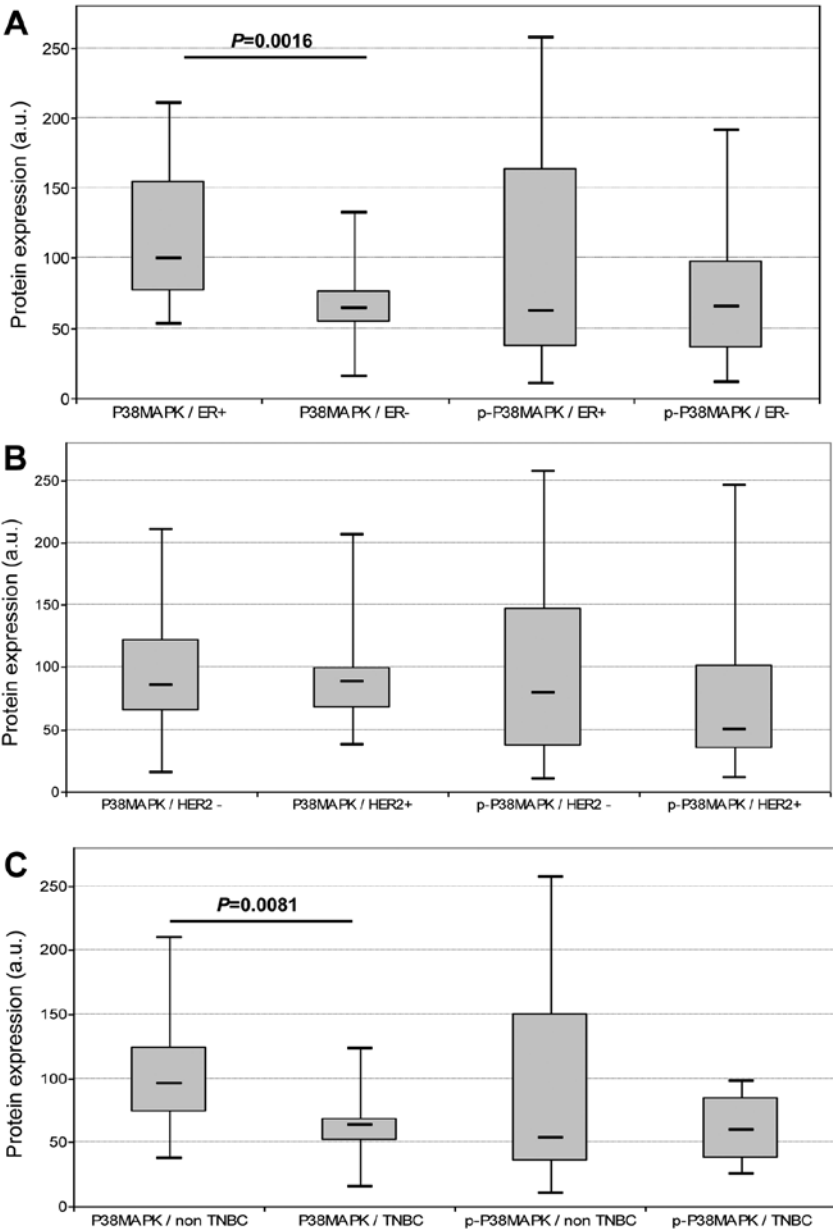 A
P=0.0016
Protein expression (a.u.)
250
200
150
100
50
0
P38MAPK / ER+ P38MAPK / ER- p-P38MAPK / ER+ p-P38MAPK / ER-
B
Protein expression (a.u.)
250
200
150
100
50
0
P38MAPK / HER2 - P38MAPK / HER2+ p-P38MAPK / HER2 - p-P38MAPK / HER2+
C
P=0.0081
Protein expression (a.u.)
250
200
150
100
50
0
P38MAPK / non TNBC P38MAPK / TNBC p-P38MAPK / non TNBC p-P38MAPK / TNBC